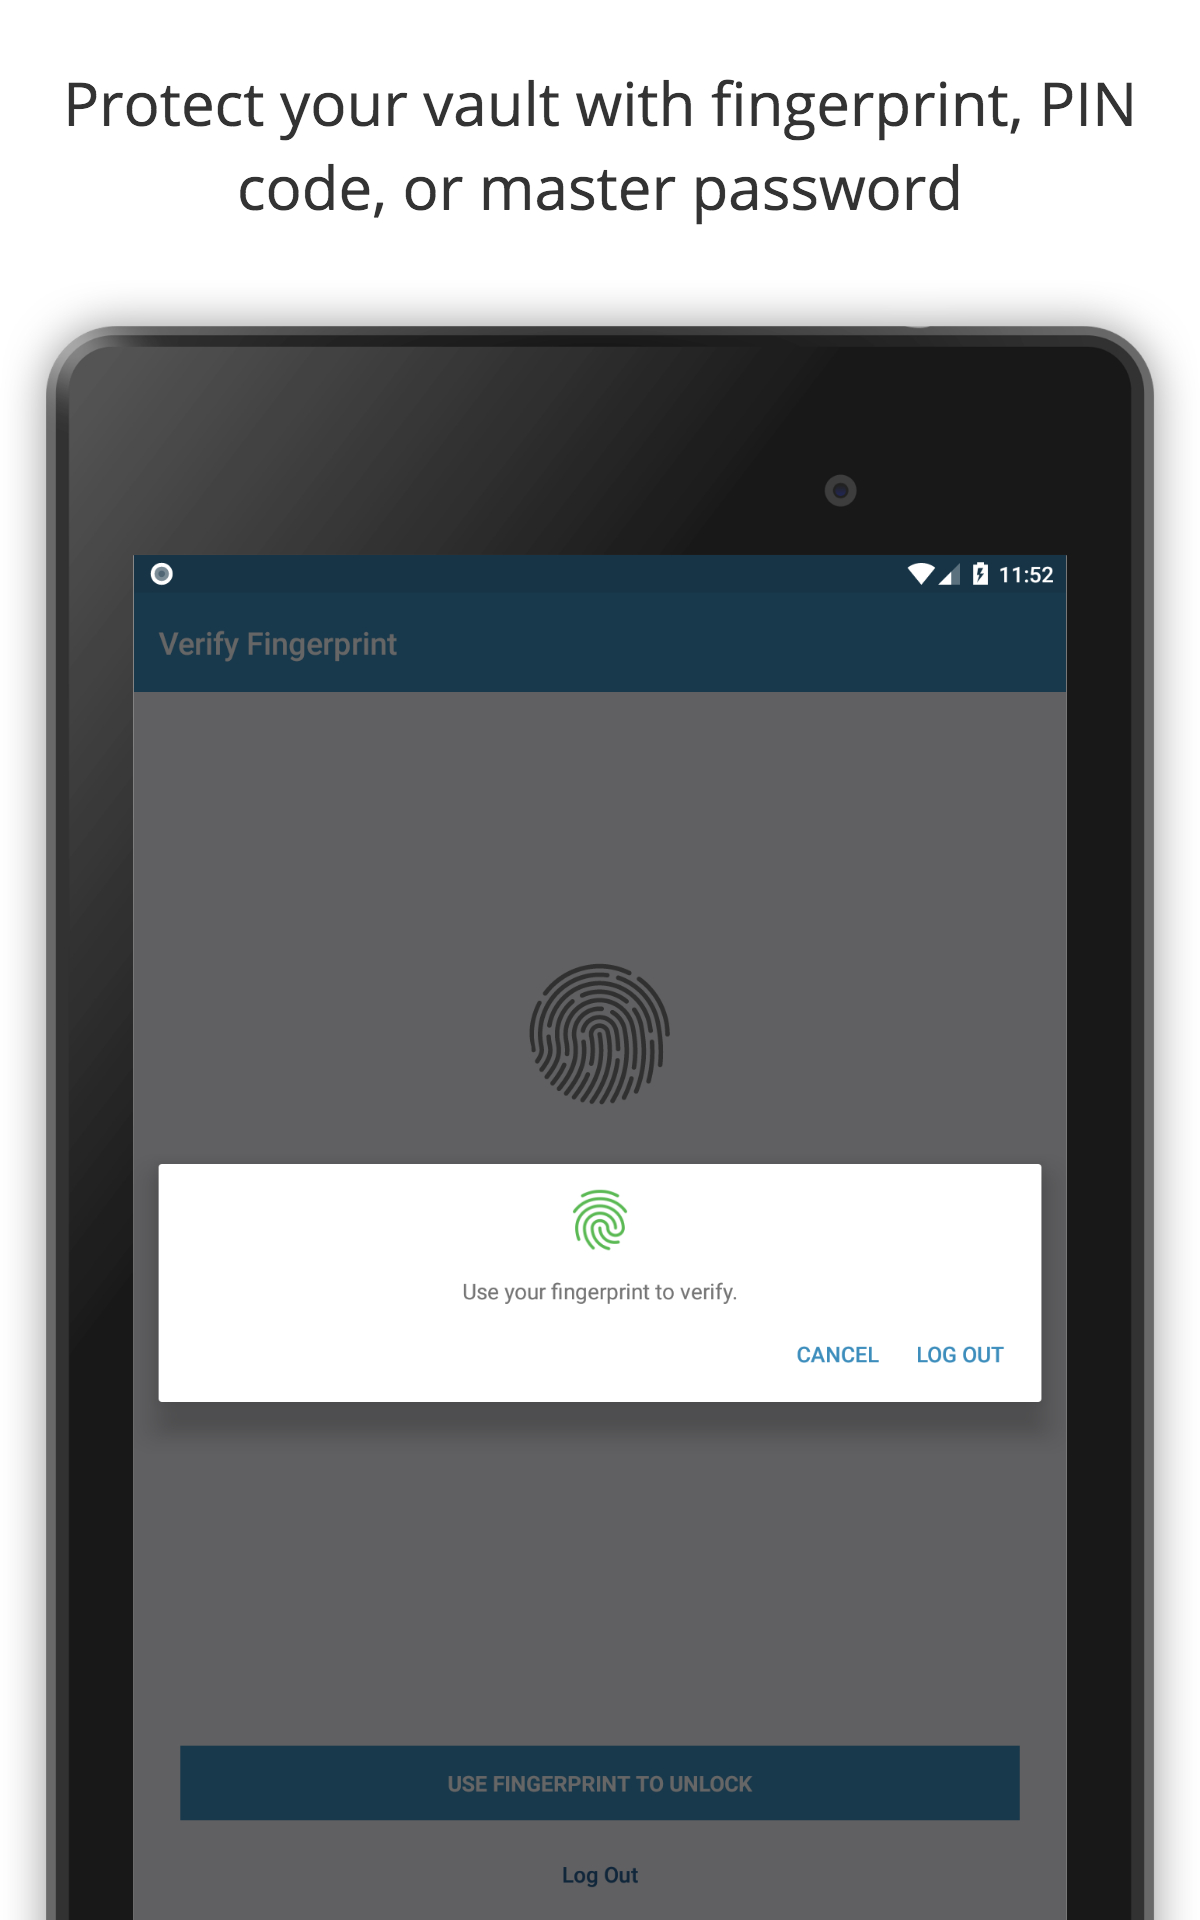 Protect your vault with fingerprint, PIN
code, or master password
11:52
Verify Fingerprint
Use your fingerprint to verify.
CANCEL LOG OUT
USE FINGERPRINT TO UNLOCK
Log Out